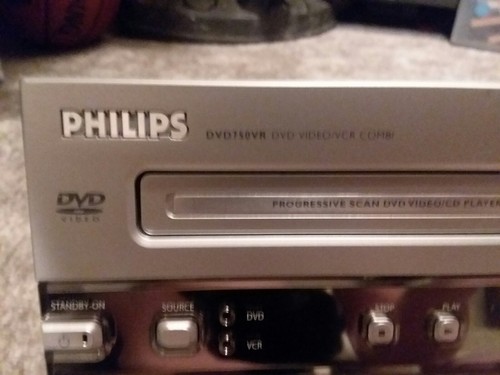 PHILIPS DVD750VR DVD VIDEO/VCR COMBI
DVD
VIDEO
PROGRESSIVE SCAN DVD VIDEO/CD PLAYER
STANDBY-ON SOURCE DVD STOP PLAY
VCR